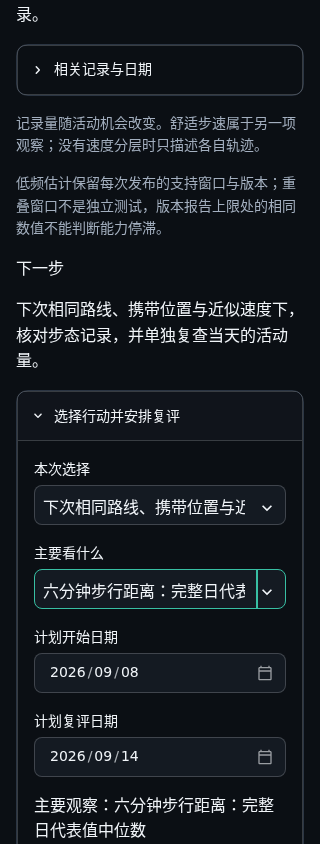 录。
相关记录与日期
记录量随活动机会改变。舒适步速属于另一项
观察；没有速度分层时只描述各自轨迹。
低频估计保留每次发布的支持窗口与版本；重
叠窗口不是独立测试，版本报告上限处的相同
数值不能判断能力停滞。
下一步
下次相同路线、携带位置与近似速度下，
核对步态记录，并单独复查当天的活动
量。
选择行动并安排复评
本次选择
下次相同路线、携带位置与近
主要看什么
六分钟步行距离：完整日代表
计划开始日期
2026/09/08
计划复评日期
2026/09/14
主要观察：六分钟步行距离：完整
日代表值中位数